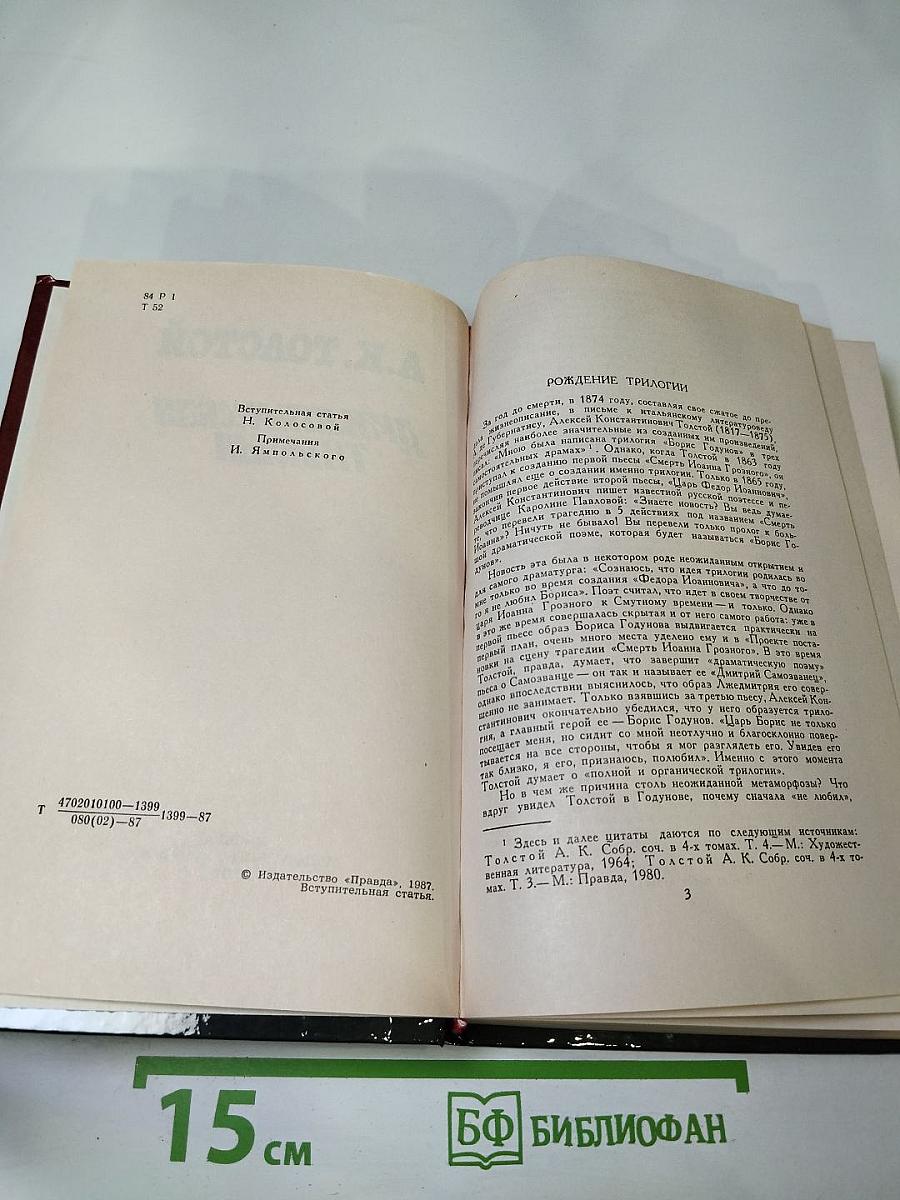 84 Р 1
Т 52
А.К. ТОЛСТОЙ
Вступительная статья
Н. Колосовой
Примечания
И. Ямпольского
Т 4702010100—1399 1399—87
080(02)—87
© Издательство «Правда», 1987.
Вступительная статья.
РОЖДЕНИЕ ТРИЛОГИИ
За год до смерти, в 1874 году, составляя свое сжатое до пре-
дела жизнеописание, в письме к итальянскому литературоведу
А. де Губернатису, Алексей Константинович Толстой (1817—1875),
перечисляя наиболее значительные из созданных им произведений,
писал: «Мною была написана трилогия «Борис Годунов» в трех
самостоятельных драмах» ¹. Однако, когда Толстой в 1863 году
приступал к созданию первой пьесы «Смерть Иоанна Грозного», он
не помышлял еще о создании именно трилогии. Только в 1865 году,
закончив первое действие второй пьесы, «Царь Федор Иоаннович»,
Алексей Константинович пишет известной русской поэтессе и пе-
реводчице Каролине Павловой: «Знаете новость? Вы ведь думае-
те, что перевели трагедию в 5 действиях под названием «Смерть
Иоанна»? Ничуть не бывало! Вы перевели только пролог к боль-
шой драматической поэме, которая будет называться «Борис Го-
дунов».
Новость эта была в некотором роде неожиданным открытием и
для самого драматурга: «Сознаюсь, что идея трилогии родилась во
мне только во время создания «Федора Иоанновича», а что до то-
го я не любил Бориса». Поэт считал, что идет в своем творчестве от
царя Иоанна Грозного к Смутному времени — и только. Однако
в это же время совершалась скрытая и от него самого работа: уже в
первой пьесе образ Бориса Годунова выдвигается практически на
первый план, очень много места уделено ему и в «Проекте поста-
новки на сцену трагедии «Смерть Иоанна Грозного». В это время
Толстой, правда, думает, что завершит «драматическую поэму»
пьеса о Самозванце — он так и называет ее «Дмитрий Самозванец»,
однако впоследствии выяснилось, что образ Лжедмитрия его совер-
шенно не занимает. Только взявшись за третью пьесу, Алексей Кон-
стантинович окончательно убедился, что у него образуется трило-
гия, а главный герой ее — Борис Годунов. «Царь Борис не только
посещает меня, но сидит со мной неотлучно и благосклонно повер-
тывается на все стороны, чтобы я мог разглядеть его. Увидев его
так близко, я его, признаюсь, полюбил». Именно с этого момента
Толстой думает о «полной и органической трилогии».
Но в чем же причина столь неожиданной метаморфозы? Что
вдруг увидел Толстой в Годунове, почему сначала «не любил»,
¹ Здесь и далее цитаты даются по следующим источникам:
Толстой А. К. Собр. соч. в 4-х томах. Т. 4.— М.: Художест-
венная литература, 1964; Толстой А. К. Собр. соч. в 4-х то-
мах. Т. 3.— М.: Правда, 1980.
3
15 см
БФ БИБЛИОФАН